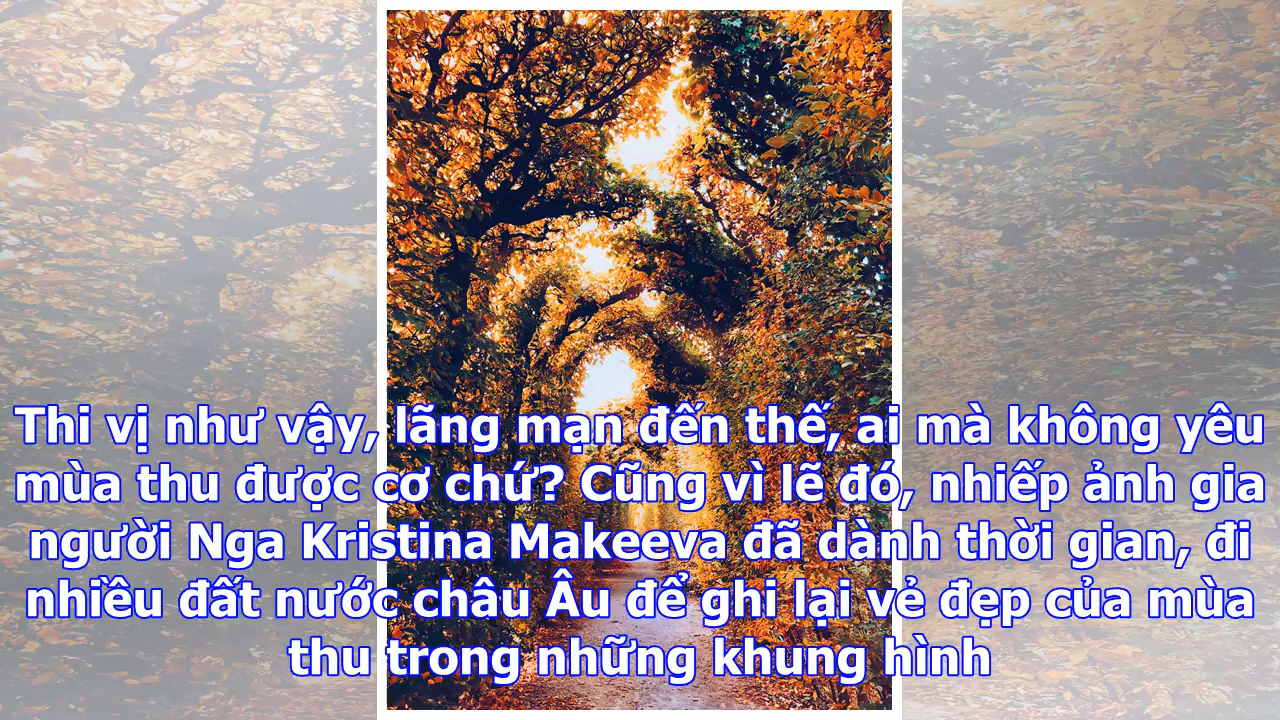 Thi vị như vậy, lãng mạn đến thế, ai mà không yêu
mùa thu được cơ chứ? Cũng vì lẽ đó, nhiếp ảnh gia
người Nga Kristina Makeeva đã dành thời gian, đi
nhiều đất nước châu Âu để ghi lại vẻ đẹp của mùa
thu trong những khung hình